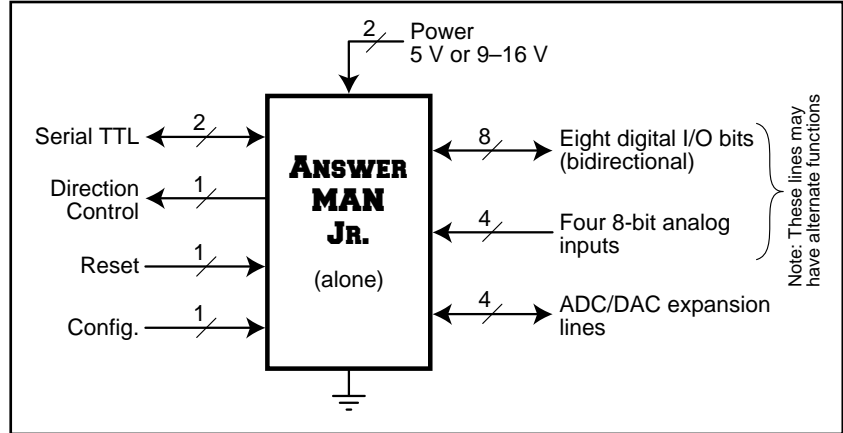 2
Power
5 V or 9–16 V
Serial TTL
2
Direction
Control
1
Reset
1
Config.
1
ANSWER
MAN
JR.
(alone)
8
Eight digital I/O bits
(bidirectional)
4
Four 8-bit analog
inputs
4
ADC/DAC expansion
lines
Note: These lines may
have alternate functions